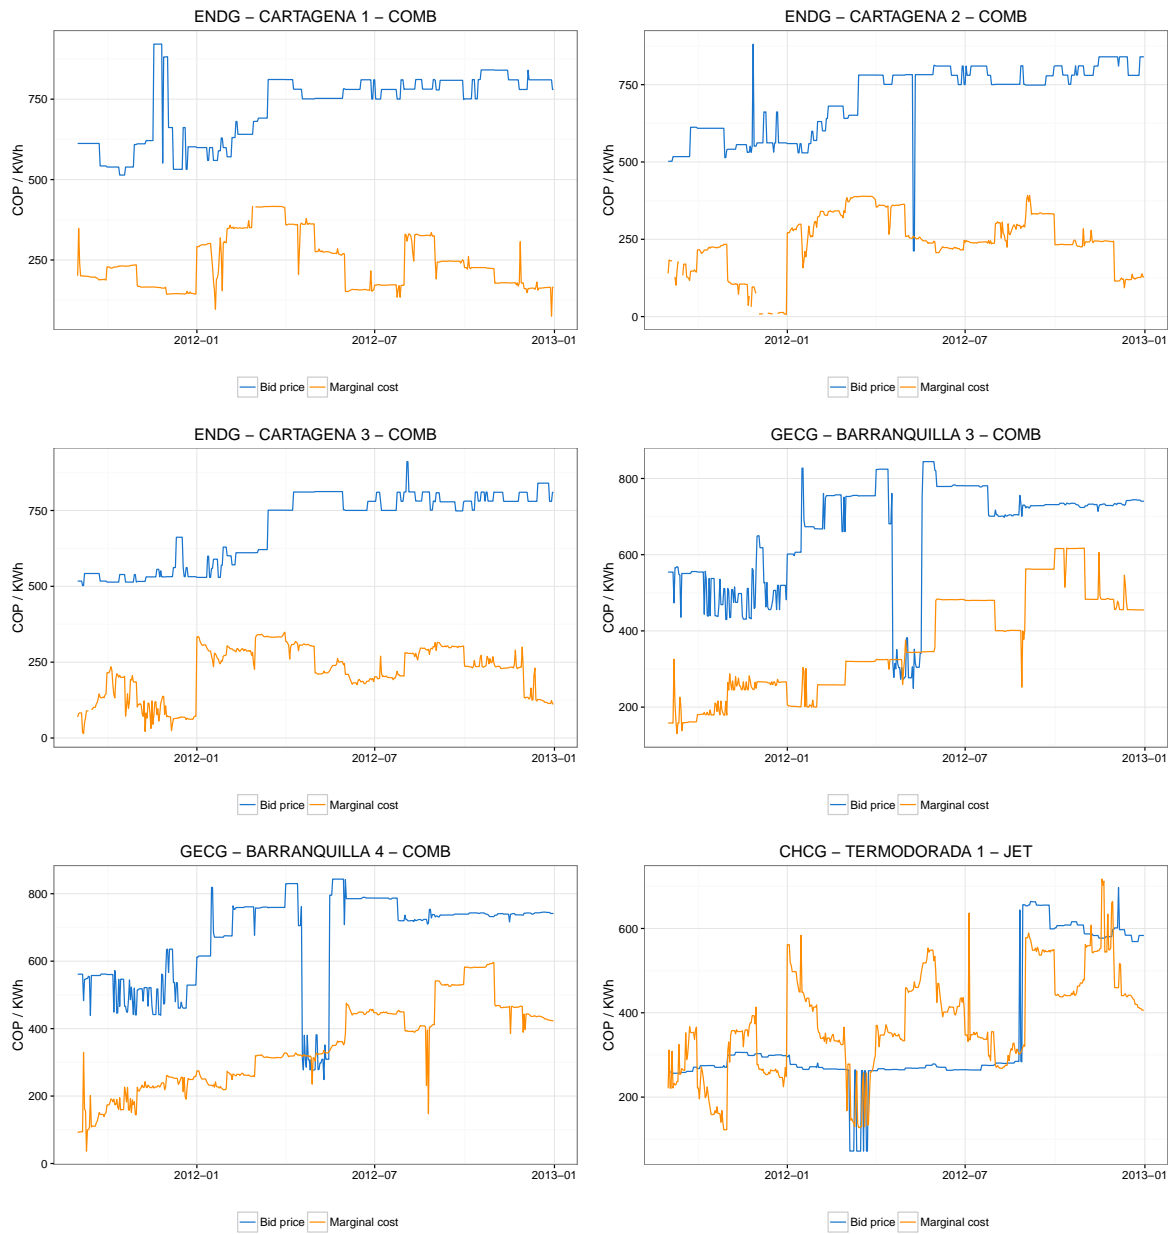 ENDG – CARTAGENA 1 – COMB
COP / KWh
750
500
250
2012–01 2012–07 2013–01
Bid price Marginal cost
ENDG – CARTAGENA 2 – COMB
COP / KWh
750
500
250
0
2012–01 2012–07 2013–01
Bid price Marginal cost
ENDG – CARTAGENA 3 – COMB
COP / KWh
750
500
250
0
2012–01 2012–07 2013–01
Bid price Marginal cost
GECG – BARRANQUILLA 3 – COMB
COP / KWh
800
600
400
200
2012–01 2012–07 2013–01
Bid price Marginal cost
GECG – BARRANQUILLA 4 – COMB
COP / KWh
800
600
400
200
0
2012–01 2012–07 2013–01
Bid price Marginal cost
CHCG – TERMODORADA 1 – JET
COP / KWh
600
400
200
2012–01 2012–07 2013–01
Bid price Marginal cost